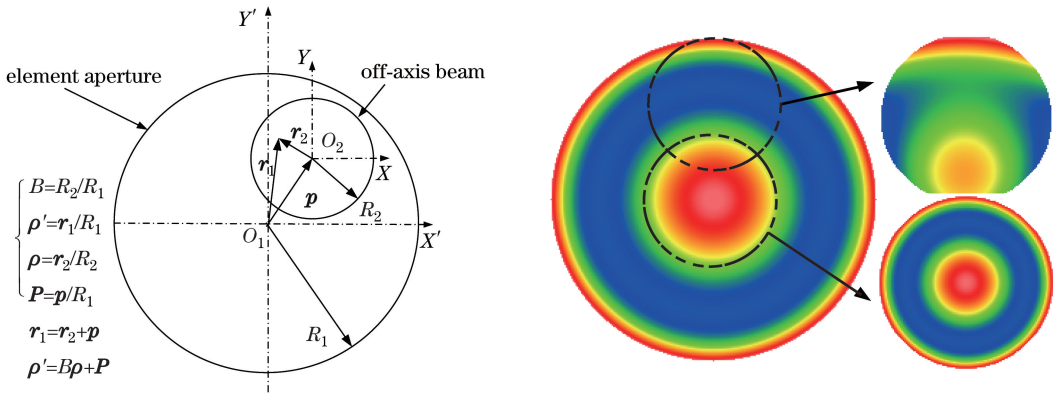 Y′
element aperture
Y
off-axis beam
r₂
O₂
r₁
X
B=R₂/R₁
p
R₂
ρ′=r₁/R₁
O₁
X′
ρ=r₂/R₂
P=p/R₁
r₁=r₂+p
R₁
ρ′=Bρ+P